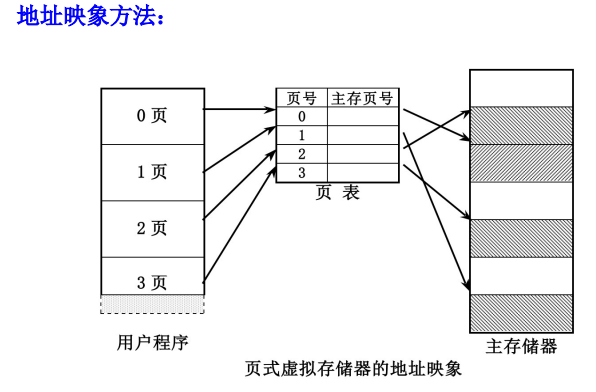 地址映象方法：
0页
1页
2页
3页
用户程序
页号 主存页号
0
1
2
3
页 表
主存储器
页式虚拟存储器的地址映象